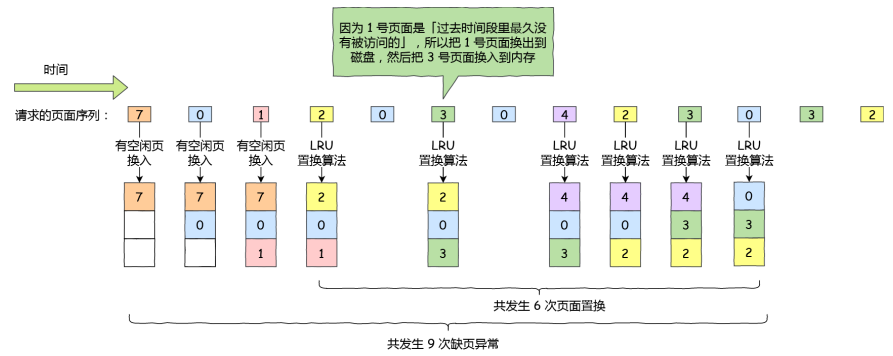 因为 1 号页面是「过去时间段里最久没
有被访问的」，所以把 1 号页面换出到
磁盘，然后把 3 号页面换入到内存
时间
请求的页面序列： 7 0 1 2 0 3 0 4 2 3 0 3 2
有空闲页 有空闲页 有空闲页 LRU LRU LRU LRU LRU LRU
换入 换入 换入 置换算法 置换算法 置换算法 置换算法 置换算法 置换算法
7 7 7 2 2 4 4 4 0
0 0 0 0 0 0 3 3
1 1 3 3 2 2 2
共发生 6 次页面置换
共发生 9 次缺页异常